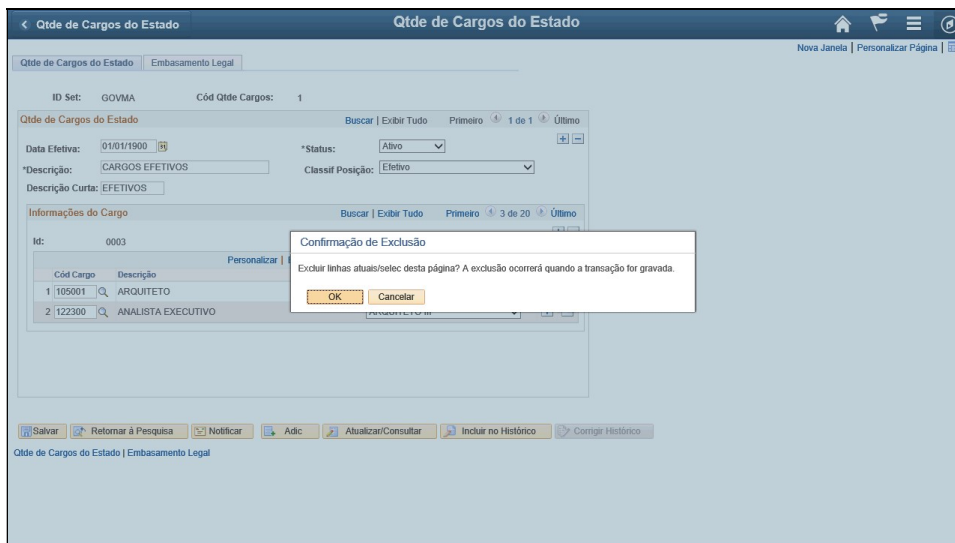 Qtde de Cargos do Estado
Qtde de Cargos do Estado
Nova Janela | Personalizar Página |
Qtde de Cargos do Estado
Embasamento Legal
ID Set: GOVMA Cód Qtde Cargos: 1
Qtde de Cargos do Estado Buscar | Exibir Tudo Primeiro 1 de 1 Último
Data Efetiva: 01/01/1900 *Status: Ativo
*Descrição: CARGOS EFETIVOS Classif Posição: Efetivo
Descrição Curta: EFETIVOS
Informações do Cargo Buscar | Exibir Tudo Primeiro 3 de 20 Último
Id: 0003
Personalizar |
Cód Cargo Descrição
1 105001 ARQUITETO
2 122300 ANALISTA EXECUTIVO ARQUITETO III
Confirmação de Exclusão
Excluir linhas atuais/selec desta página? A exclusão ocorrerá quando a transação for gravada.
OK Cancelar
Salvar Retornar à Pesquisa Notificar Adic Atualizar/Consultar Incluir no Histórico Corrigir Histórico
Qtde de Cargos do Estado | Embasamento Legal